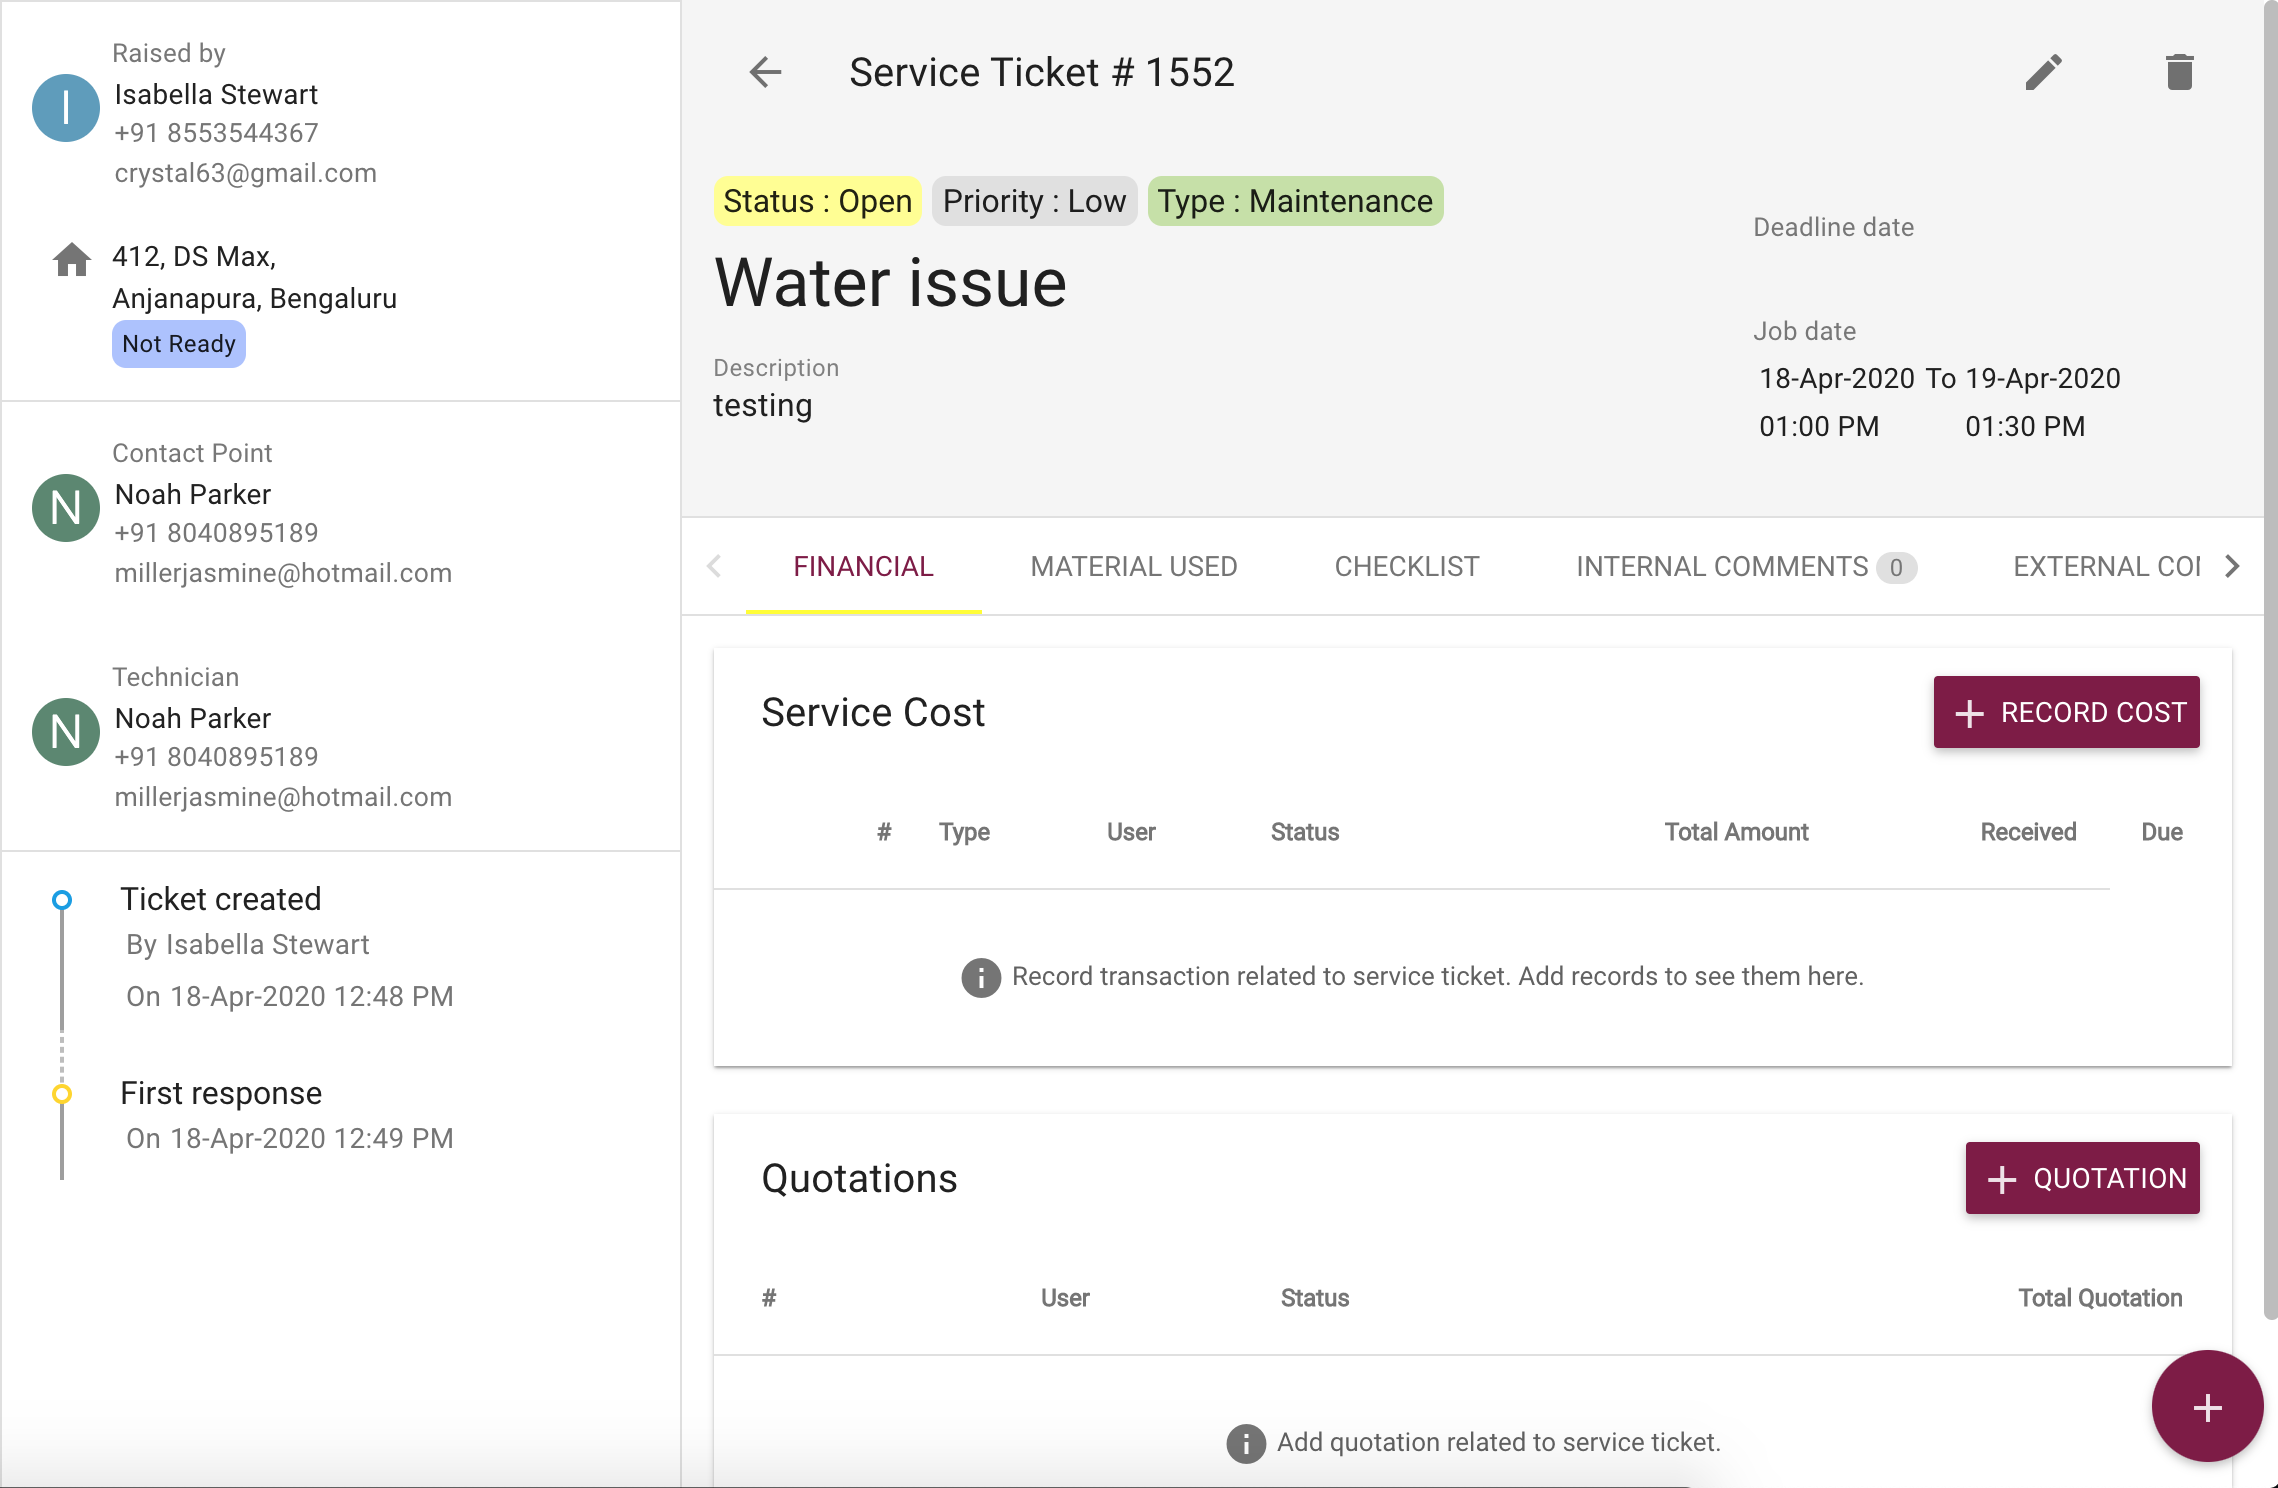 Raised by
I
Isabella Stewart
+91 8553544367
crystal63@gmail.com
412, DS Max,
Anjanapura, Bengaluru
Not Ready
Contact Point
N
Noah Parker
+91 8040895189
millerjasmine@hotmail.com
Technician
N
Noah Parker
+91 8040895189
millerjasmine@hotmail.com
Ticket created
By Isabella Stewart
On 18-Apr-2020 12:48 PM
First response
On 18-Apr-2020 12:49 PM
Service Ticket # 1552
Status : Open Priority : Low Type : Maintenance
Water issue
Description
testing
Deadline date
Job date
18-Apr-2020 To 19-Apr-2020
01:00 PM 01:30 PM
FINANCIAL MATERIAL USED CHECKLIST INTERNAL COMMENTS 0 EXTERNAL
Service Cost
RECORD COST
# Type User Status Total Amount Received Due
Record transaction related to service ticket. Add records to see them here.
Quotations
QUOTATION
# User Status Total Quotation
Add quotation related to service ticket.